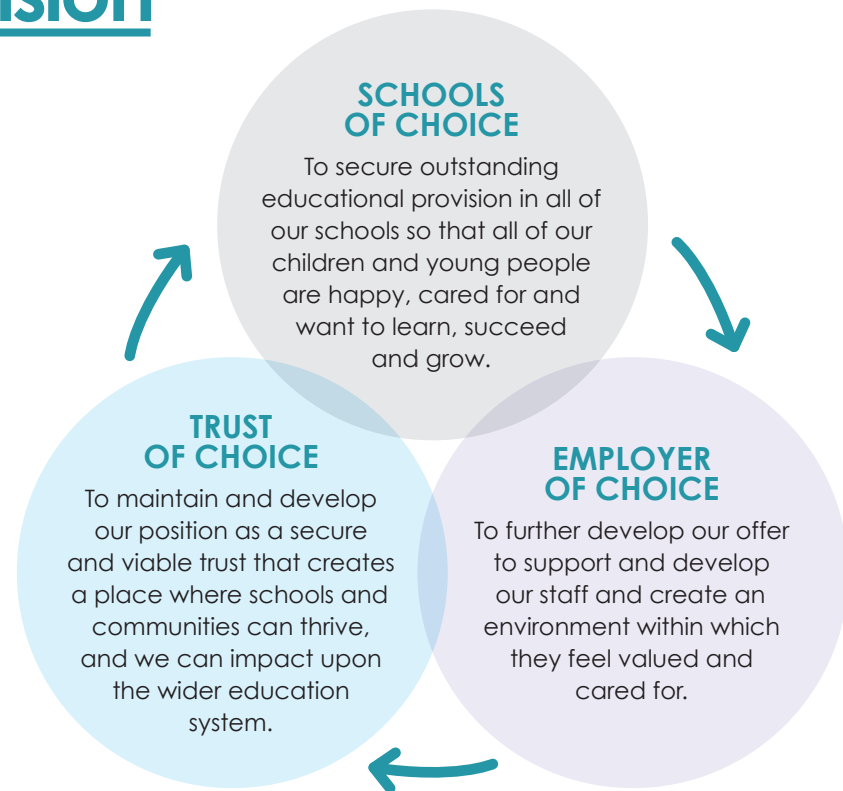 ision
SCHOOLS
OF CHOICE
To secure outstanding
educational provision in all of
our schools so that all of our
children and young people
are happy, cared for and
want to learn, succeed
and grow.
TRUST
OF CHOICE
To maintain and develop
our position as a secure
and viable trust that creates
a place where schools and
communities can thrive,
and we can impact upon
the wider education
system.
EMPLOYER
OF CHOICE
To further develop our offer
to support and develop
our staff and create an
environment within which
they feel valued and
cared for.